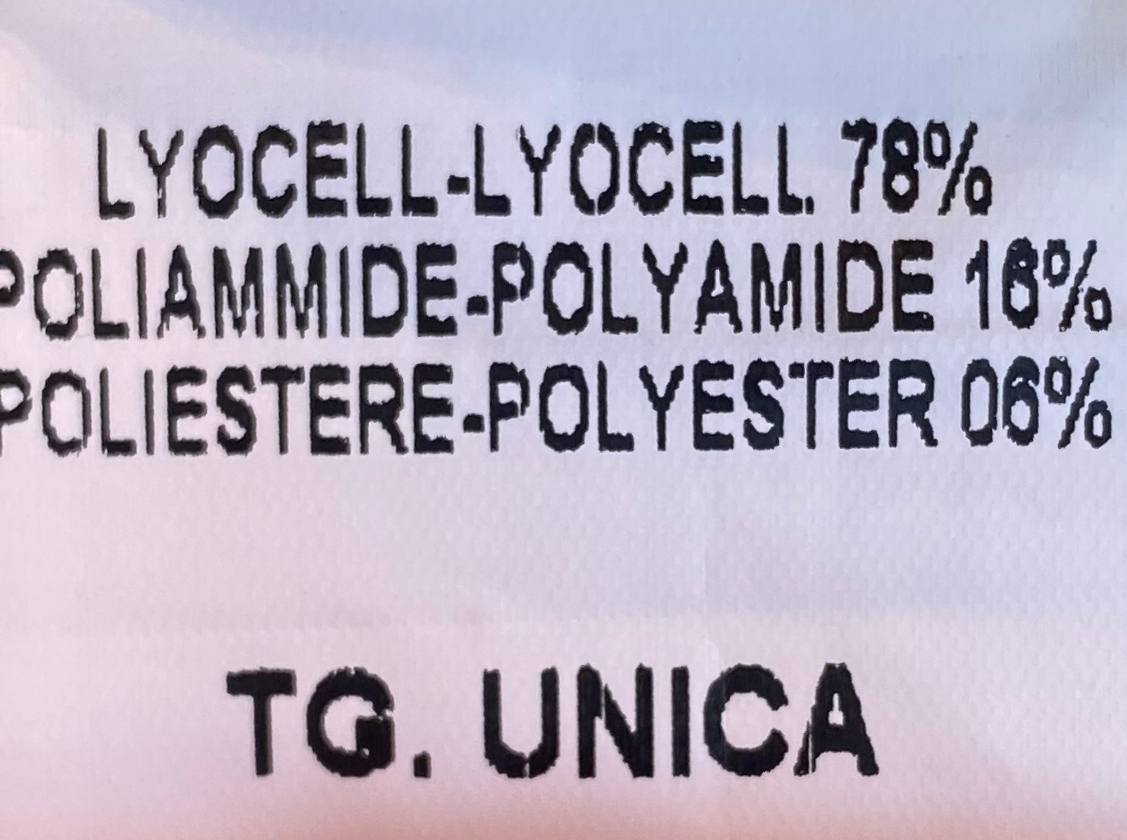 LYOCELL-LYOCELL 78%
POLIAMMIDE-POLYAMIDE 16%
POLIESTERE-POLYESTER 06%
TG. UNICA